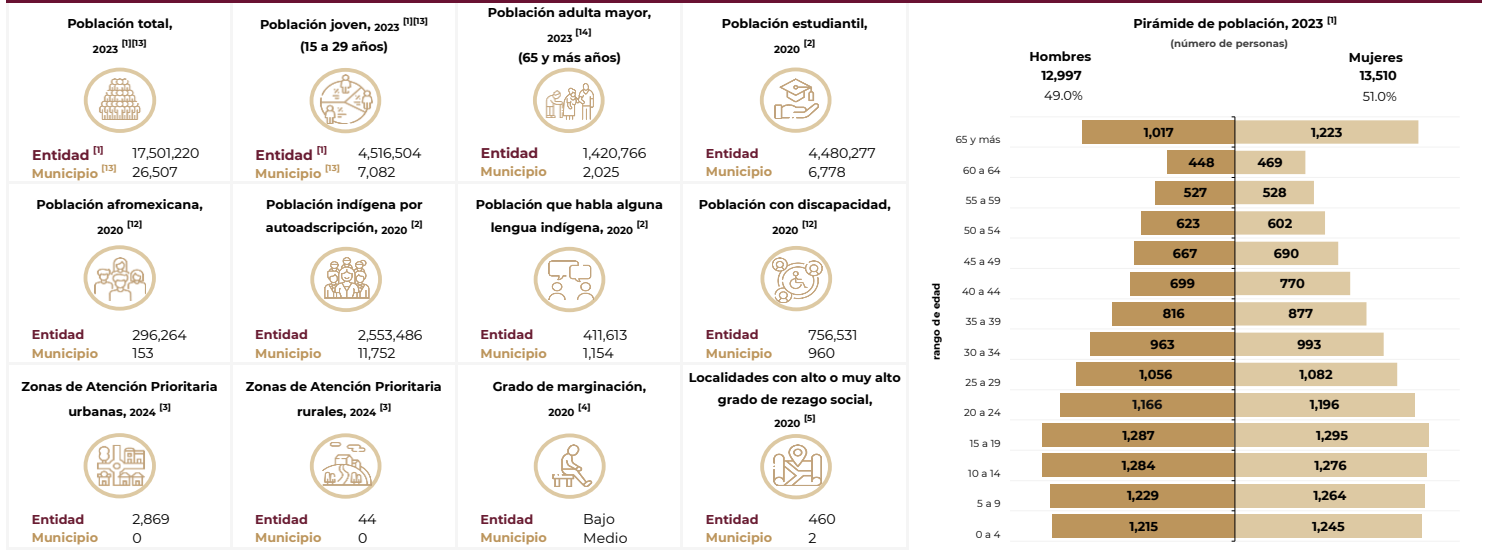 Población total,
2023 [1][13]
Entidad [1] 17,501,220
Municipio [13] 26,507
Población joven, 2023 [1][13]
(15 a 29 años)
Entidad [1] 4,516,504
Municipio [13] 7,082
Población adulta mayor,
2023 [14]
(65 y más años)
Entidad 1,420,766
Municipio 2,025
Población estudiantil,
2020 [2]
Entidad 4,480,277
Municipio 6,778
Población afromexicana,
2020 [12]
Entidad 296,264
Municipio 153
Población indígena por
autoadscripción, 2020 [2]
Entidad 2,553,486
Municipio 11,752
Población que habla alguna
lengua indígena, 2020 [2]
Entidad 411,613
Municipio 1,154
Población con discapacidad,
2020 [12]
Entidad 756,531
Municipio 960
Zonas de Atención Prioritaria
urbanas, 2024 [3]
Entidad 2,869
Municipio 0
Zonas de Atención Prioritaria
rurales, 2024 [3]
Entidad 44
Municipio 0
Grado de marginación,
2020 [4]
Entidad Bajo
Municipio Medio
Localidades con alto o muy alto
grado de rezago social,
2020 [5]
Entidad 460
Municipio 2
Pirámide de población, 2023 [1]
(número de personas)
Hombres Mujeres
12,997 13,510
49.0% 51.0%
rango de edad
65 y más 1,017 1,223
60 a 64 448 469
55 a 59 527 528
50 a 54 623 602
45 a 49 667 690
40 a 44 699 770
35 a 39 816 877
30 a 34 963 993
25 a 29 1,056 1,082
20 a 24 1,166 1,196
15 a 19 1,287 1,295
10 a 14 1,284 1,276
5 a 9 1,229 1,264
0 a 4 1,215 1,245